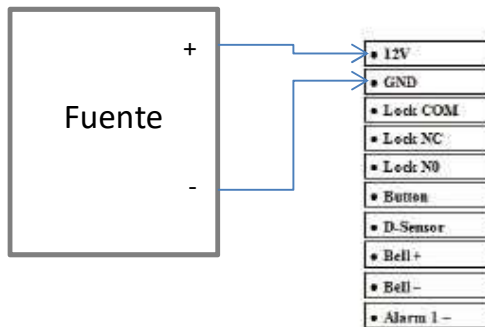 +
Fuente
-
• 12V
• GND
• Lock COM
• Lock NC
• Lock N0
• Button
• D-Sensor
• Bell +
• Bell –
• Alarm 1 –